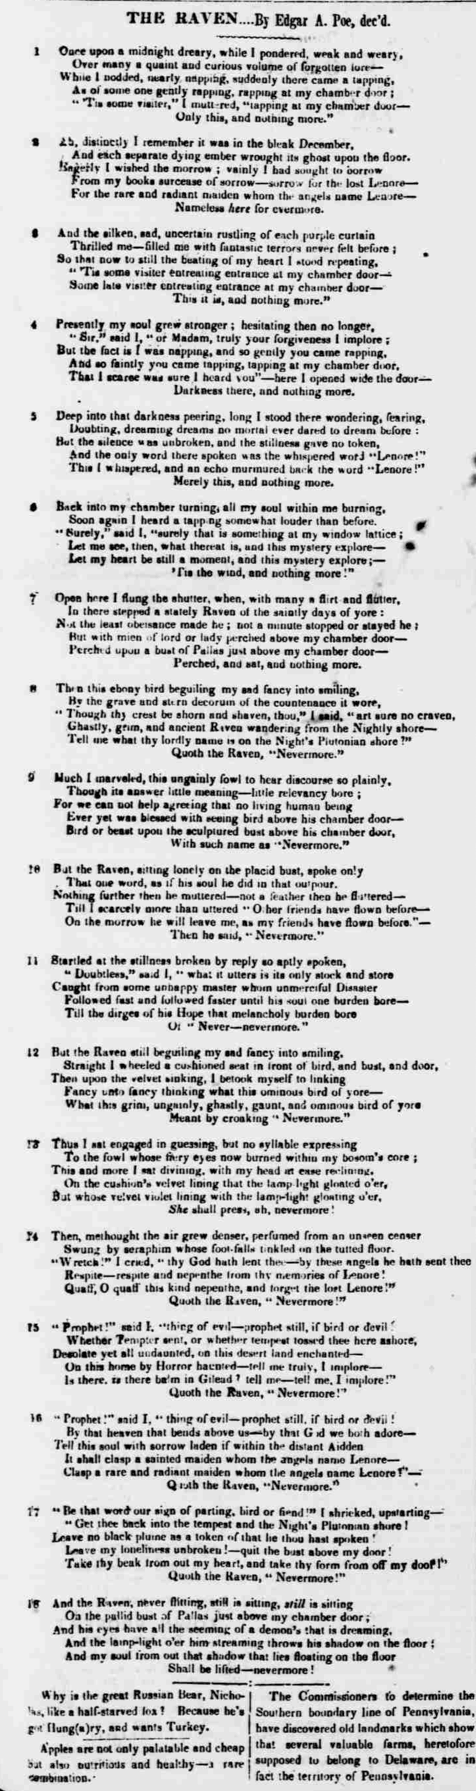 THE RAVEN....By Edgar A. Poe, dec'd.
1 Once upon a midnight dreary, while I pondered, weak and weary,
Over many a quaint and curious volume of forgotten lore—
While I nodded, nearly napping, suddenly there came a tapping,
As of some one gently rapping, rapping at my chamber door;
" 'Tis some visiter," I muttered, "tapping at my chamber door—
Only this, and nothing more."
2 Ah, distinctly I remember it was in the bleak December,
And each separate dying ember wrought its ghost upon the floor.
Eagerly I wished the morrow; vainly I had sought to borrow
From my books surcease of sorrow—sorrow for the lost Lenore—
For the rare and radiant maiden whom the angels name Lenore—
Nameless here for evermore.
3 And the silken, sad, uncertain rustling of each purple curtain
Thrilled me—filled me with fantastic terrors never felt before;
So that now to still the beating of my heart I stood repeating,
" 'Tis some visiter entreating entrance at my chamber door—
Some late visiter entreating entrance at my chamber door—
This it is, and nothing more."
4 Presently my soul grew stronger; hesitating then no longer,
" Sir," said I, " or Madam, truly your forgiveness I implore;
But the fact is I was napping, and so gently you came rapping,
And so faintly you came tapping, tapping at my chamber door,
That I scarce was sure I heard you"—here I opened wide the door—
Darkness there, and nothing more.
5 Deep into that darkness peering, long I stood there wondering, fearing,
Doubting, dreaming dreams no mortal ever dared to dream before:
But the silence was unbroken, and the stillness gave no token,
And the only word there spoken was the whispered word "Lenore!"
This I whispered, and an echo murmured back the word "Lenore!"
Merely this, and nothing more.
6 Back into my chamber turning, all my soul within me burning,
Soon again I heard a tapping somewhat louder than before.
"Surely," said I, "surely that is something at my window lattice;
Let me see, then, what thereat is, and this mystery explore—
Let my heart be still a moment, and this mystery explore;—
'Tis the wind, and nothing more!"
7 Open here I flung the shutter, when, with many a flirt and flutter,
In there stepped a stately Raven of the saintly days of yore:
Not the least obeisance made he; not a minute stopped or stayed he;
But with mien of lord or lady perched above my chamber door—
Perched upon a bust of Pallas just above my chamber door—
Perched, and sat, and nothing more.
8 Then this ebony bird beguiling my sad fancy into smiling,
By the grave and stern decorum of the countenance it wore,
" Though thy crest be shorn and shaven, thou," I said, "art sure no craven,
Ghastly, grim, and ancient Raven wandering from the Nightly shore—
Tell me what thy lordly name is on the Night's Plutonian shore?"
Quoth the Raven, "Nevermore."
9 Much I marveled, this ungainly fowl to hear discourse so plainly,
Though its answer little meaning—little relevancy bore;
For we can not help agreeing that no living human being
Ever yet was blessed with seeing bird above his chamber door—
Bird or beast upon the sculptured bust above his chamber door,
With such name as "Nevermore."
10 But the Raven, sitting lonely on the placid bust, spoke only
That one word, as if his soul he did in that outpour.
Nothing further then he muttered—not a feather then he fluttered—
Till I scarcely more than uttered " Other friends have flown before—
On the morrow he will leave me, as my friends have flown before."—
Then he said, " Nevermore."
11 Startled at the stillness broken by reply so aptly spoken,
" Doubtless," said I, " what it utters is its only stock and store
Caught from some unhappy master whom unmerciful Disaster
Followed fast and followed faster until his soul one burden bore—
Till the dirges of his Hope that melancholy burden bore
Of " Never—nevermore."
12 But the Raven still beguiling my sad fancy into smiling,
Straight I wheeled a cushioned seat in front of bird, and bust, and door,
Then upon the velvet sinking, I betook myself to linking
Fancy unto fancy thinking what this ominous bird of yore—
What this grim, ungainly, ghastly, gaunt, and ominous bird of yore
Meant by croaking " Nevermore."
13 Thus I sat engaged in guessing, but no syllable expressing
To the fowl whose fiery eyes now burned within my bosom's core;
This and more I sat divining, with my head at ease reclining,
On the cushion's velvet lining that the lamp-light gloated o'er,
But whose velvet violet lining with the lamp-light gloating o'er,
She shall press, ah, nevermore!
14 Then, methought the air grew denser, perfumed from an unseen censer
Swung by seraphim whose foot-falls tinkled on the tufted floor.
"Wretch!" I cried, " thy God hath lent thee—by these angels he hath sent thee
Respite—respite and nepenthe from thy memories of Lenore!
Quaff, O quaff this kind nepenthe, and forget the lost Lenore!"
Quoth the Raven, " Nevermore!"
15 " Prophet!" said I, "thing of evil—prophet still, if bird or devil!
Whether Tempter sent, or whether tempest tossed thee here ashore,
Desolate yet all undaunted, on this desert land enchanted—
On this home by Horror haunted—tell me truly, I implore—
Is there, is there balm in Gilead? tell me—tell me, I implore!"
Quoth the Raven, " Nevermore!"
16 " Prophet!" said I, " thing of evil—prophet still, if bird or devil!
By that heaven that bends above us—by that God we both adore—
Tell this soul with sorrow laden if within the distant Aidden
It shall clasp a sainted maiden whom the angels name Lenore—
Clasp a rare and radiant maiden whom the angels name Lenore?"—
Quoth the Raven, "Nevermore."
17 "Be that word our sign of parting, bird or fiend!" I shricked, upstarting—
" Get thee back into the tempest and the Night's Plutonian shore!
Leave no black plume as a token of that lie thou hast spoken!
Leave my loneliness unbroken!—quit the bust above my door!
Take thy beak from out my heart, and take thy form from off my door!"
Quoth the Raven, " Nevermore!"
18 And the Raven, never flitting, still is sitting, still is sitting
On the pallid bust of Pallas just above my chamber door;
And his eyes have all the seeming of a demon's that is dreaming,
And the lamp-light o'er him streaming throws his shadow on the floor;
And my soul from out that shadow that lies floating on the floor
Shall be lifted—nevermore!
Why is the great Russian Bear, Nicho-
las, like a half-starved fox? Because he's
got flung(a)ry, and wants Turkey.
Apples are not only palatable and cheap
but also nutritious and healthy—a rare
combination.
The Commissioners to determine the
Southern boundary line of Pennsylvania,
have discovered old landmarks which show
that several valuable farms, heretofore
supposed to belong to Delaware, are in
fact the territory of Pennsylvania.